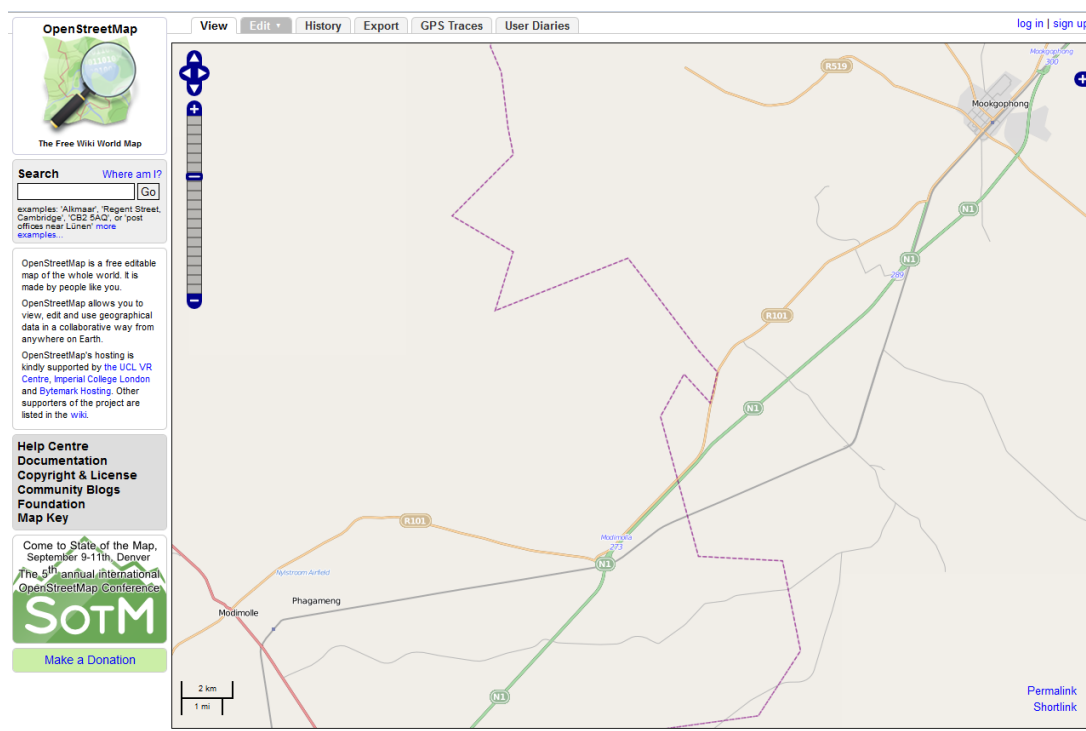 OpenStreetMap
The Free Wiki World Map
Search
Where am I?
Go
examples: 'Alkmaar', 'Regent Street,
Cambridge', 'CB2 5AQ', or 'post
offices near Lünen' more
examples...
OpenStreetMap is a free editable
map of the whole world. It is
made by people like you.
OpenStreetMap allows you to
view, edit and use geographical
data in a collaborative way from
anywhere on Earth.
OpenStreetMap's hosting is
kindly supported by the UCL VR
Centre, Imperial College London
and Bytemark Hosting. Other
supporters of the project are
listed in the wiki.
Help Centre
Documentation
Copyright & License
Community Blogs
Foundation
Map Key
Come to State of the Map,
September 9-11th, Denver
The 5th annual international
OpenStreetMap Conference
SOTM
Make a Donation
View
Edit
History
Export
GPS Traces
User Diaries
log in | sign up
Mookgophong
300
R519
Mookgophong
N1
N1
289
R101
N1
R101
Modimolle
273
N1
Nylstroom Airfield
Phagameng
Modimolle
N1
2 km
1 mi
Permalink
Shortlink